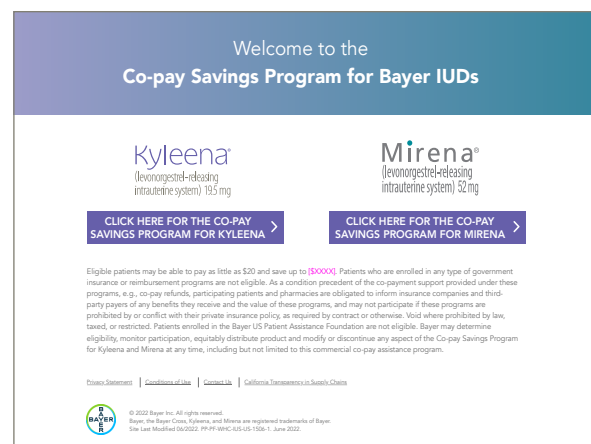 Welcome to the
Co-pay Savings Program for Bayer IUDs
Kyleena®
(levonorgestrel-releasing
intrauterine system) 19.5 mg
Mirena®
(levonorgestrel-releasing
intrauterine system) 52 mg
CLICK HERE FOR THE CO-PAY
SAVINGS PROGRAM FOR KYLEENA
CLICK HERE FOR THE CO-PAY
SAVINGS PROGRAM FOR MIRENA
Eligible patients may be able to pay as little as $20 and save up to [$XXXX]. Patients who are enrolled in any type of government
insurance or reimbursement programs are not eligible. As a condition precedent of the co-payment support provided under these
programs, e.g., co-pay refunds, participating patients and pharmacies are obligated to inform insurance companies and third-
party payers of any benefits they receive and the value of these programs, and may not participate if these programs are
prohibited by or conflict with their private insurance policy, as required by contract or otherwise. Void where prohibited by law,
taxed, or restricted. Patients enrolled in the Bayer US Patient Assistance Foundation are not eligible. Bayer may determine
eligibility, monitor participation, equitably distribute product and modify or discontinue any aspect of the Co-pay Savings Program
for Kyleena and Mirena at any time, including but not limited to this commercial co-pay assistance program.
Privacy Statement | Conditions of Use | Contact Us | California Transparency in Supply Chains
BAYER
BAYER
© 2022 Bayer Inc. All rights reserved.
Bayer, the Bayer Cross, Kyleena, and Mirena are registered trademarks of Bayer.
Site Last Modified 06/2022. PP-PF-WHC-IUS-US-1506-1. June 2022.